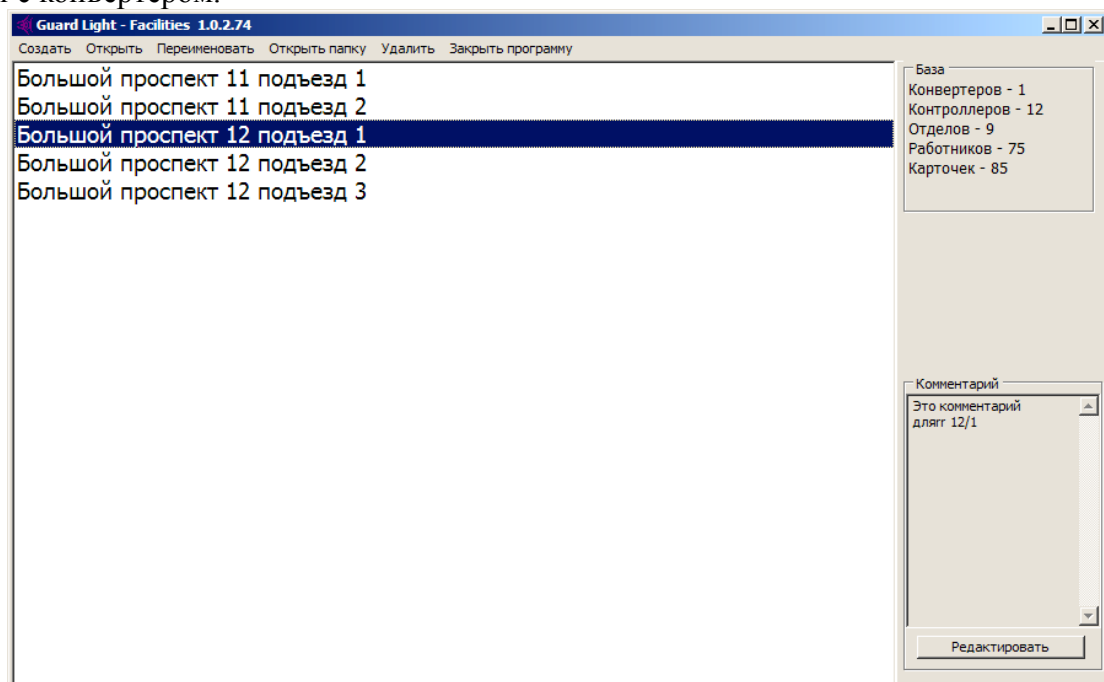 с конвертером.
Guard Light - Facilities 1.0.2.74
Создать Открыть Переименовать Открыть папку Удалить Закрыть программу
Большой проспект 11 подъезд 1
Большой проспект 11 подъезд 2
Большой проспект 12 подъезд 1
Большой проспект 12 подъезд 2
Большой проспект 12 подъезд 3
База
Конвертеров - 1
Контроллеров - 12
Отделов - 9
Работников - 75
Карточек - 85
Комментарий
Это комментарий
дляrr 12/1
Редактировать